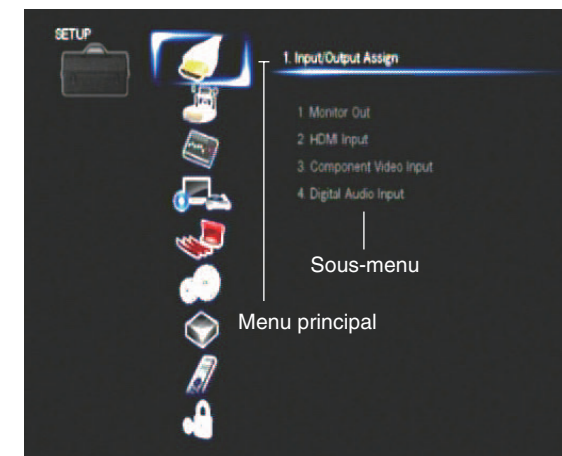 SETUP
1. Input/Output Assign
1 Monitor Out
2 HDMI Input
3. Component Video Input
4. Digital Audio Input
Sous-menu
Menu principal